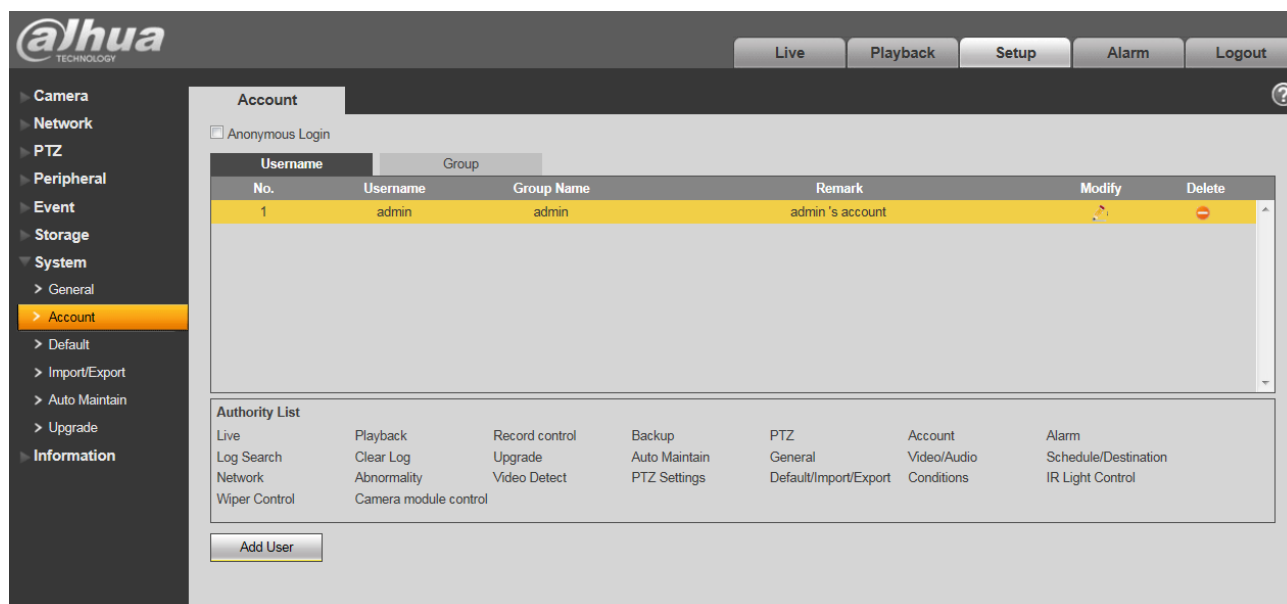 alhua
TECHNOLOGY
Live Playback Setup Alarm Logout
Camera
Network
PTZ
Peripheral
Event
Storage
System
> General
> Account
> Default
> Import/Export
> Auto Maintain
> Upgrade
Information
Account
?
Anonymous Login
Username Group
No. Username Group Name Remark Modify Delete
1 admin admin admin 's account
Authority List
Live Playback Record control Backup PTZ Account Alarm
Log Search Clear Log Upgrade Auto Maintain General Video/Audio Schedule/Destination
Network Abnormality Video Detect PTZ Settings Default/Import/Export Conditions IR Light Control
Wiper Control Camera module control
Add User